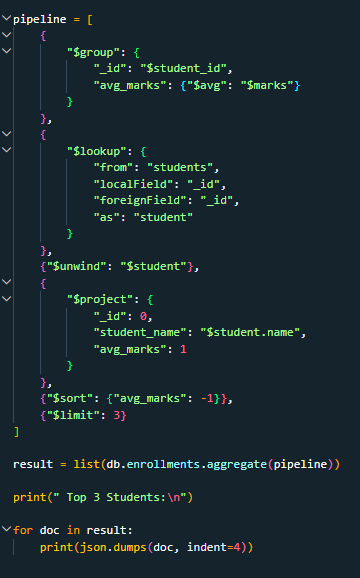 pipeline = [
    {
        "$group": {
            "_id": "$student_id",
            "avg_marks": {"$avg": "$marks"}
        }
    },
    {
        "$lookup": {
            "from": "students",
            "localField": "_id",
            "foreignField": "_id",
            "as": "student"
        }
    },
    {"$unwind": "$student"},
    {
        "$project": {
            "_id": 0,
            "student_name": "$student.name",
            "avg_marks": 1
        }
    },
    {"$sort": {"avg_marks": -1}},
    {"$limit": 3}
]
result = list(db.enrollments.aggregate(pipeline))
print(" Top 3 Students:\n")
for doc in result:
    print(json.dumps(doc, indent=4))